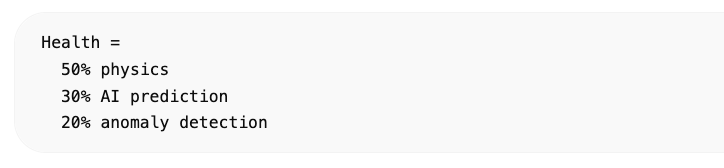 Health =
50% physics
30% AI prediction
20% anomaly detection